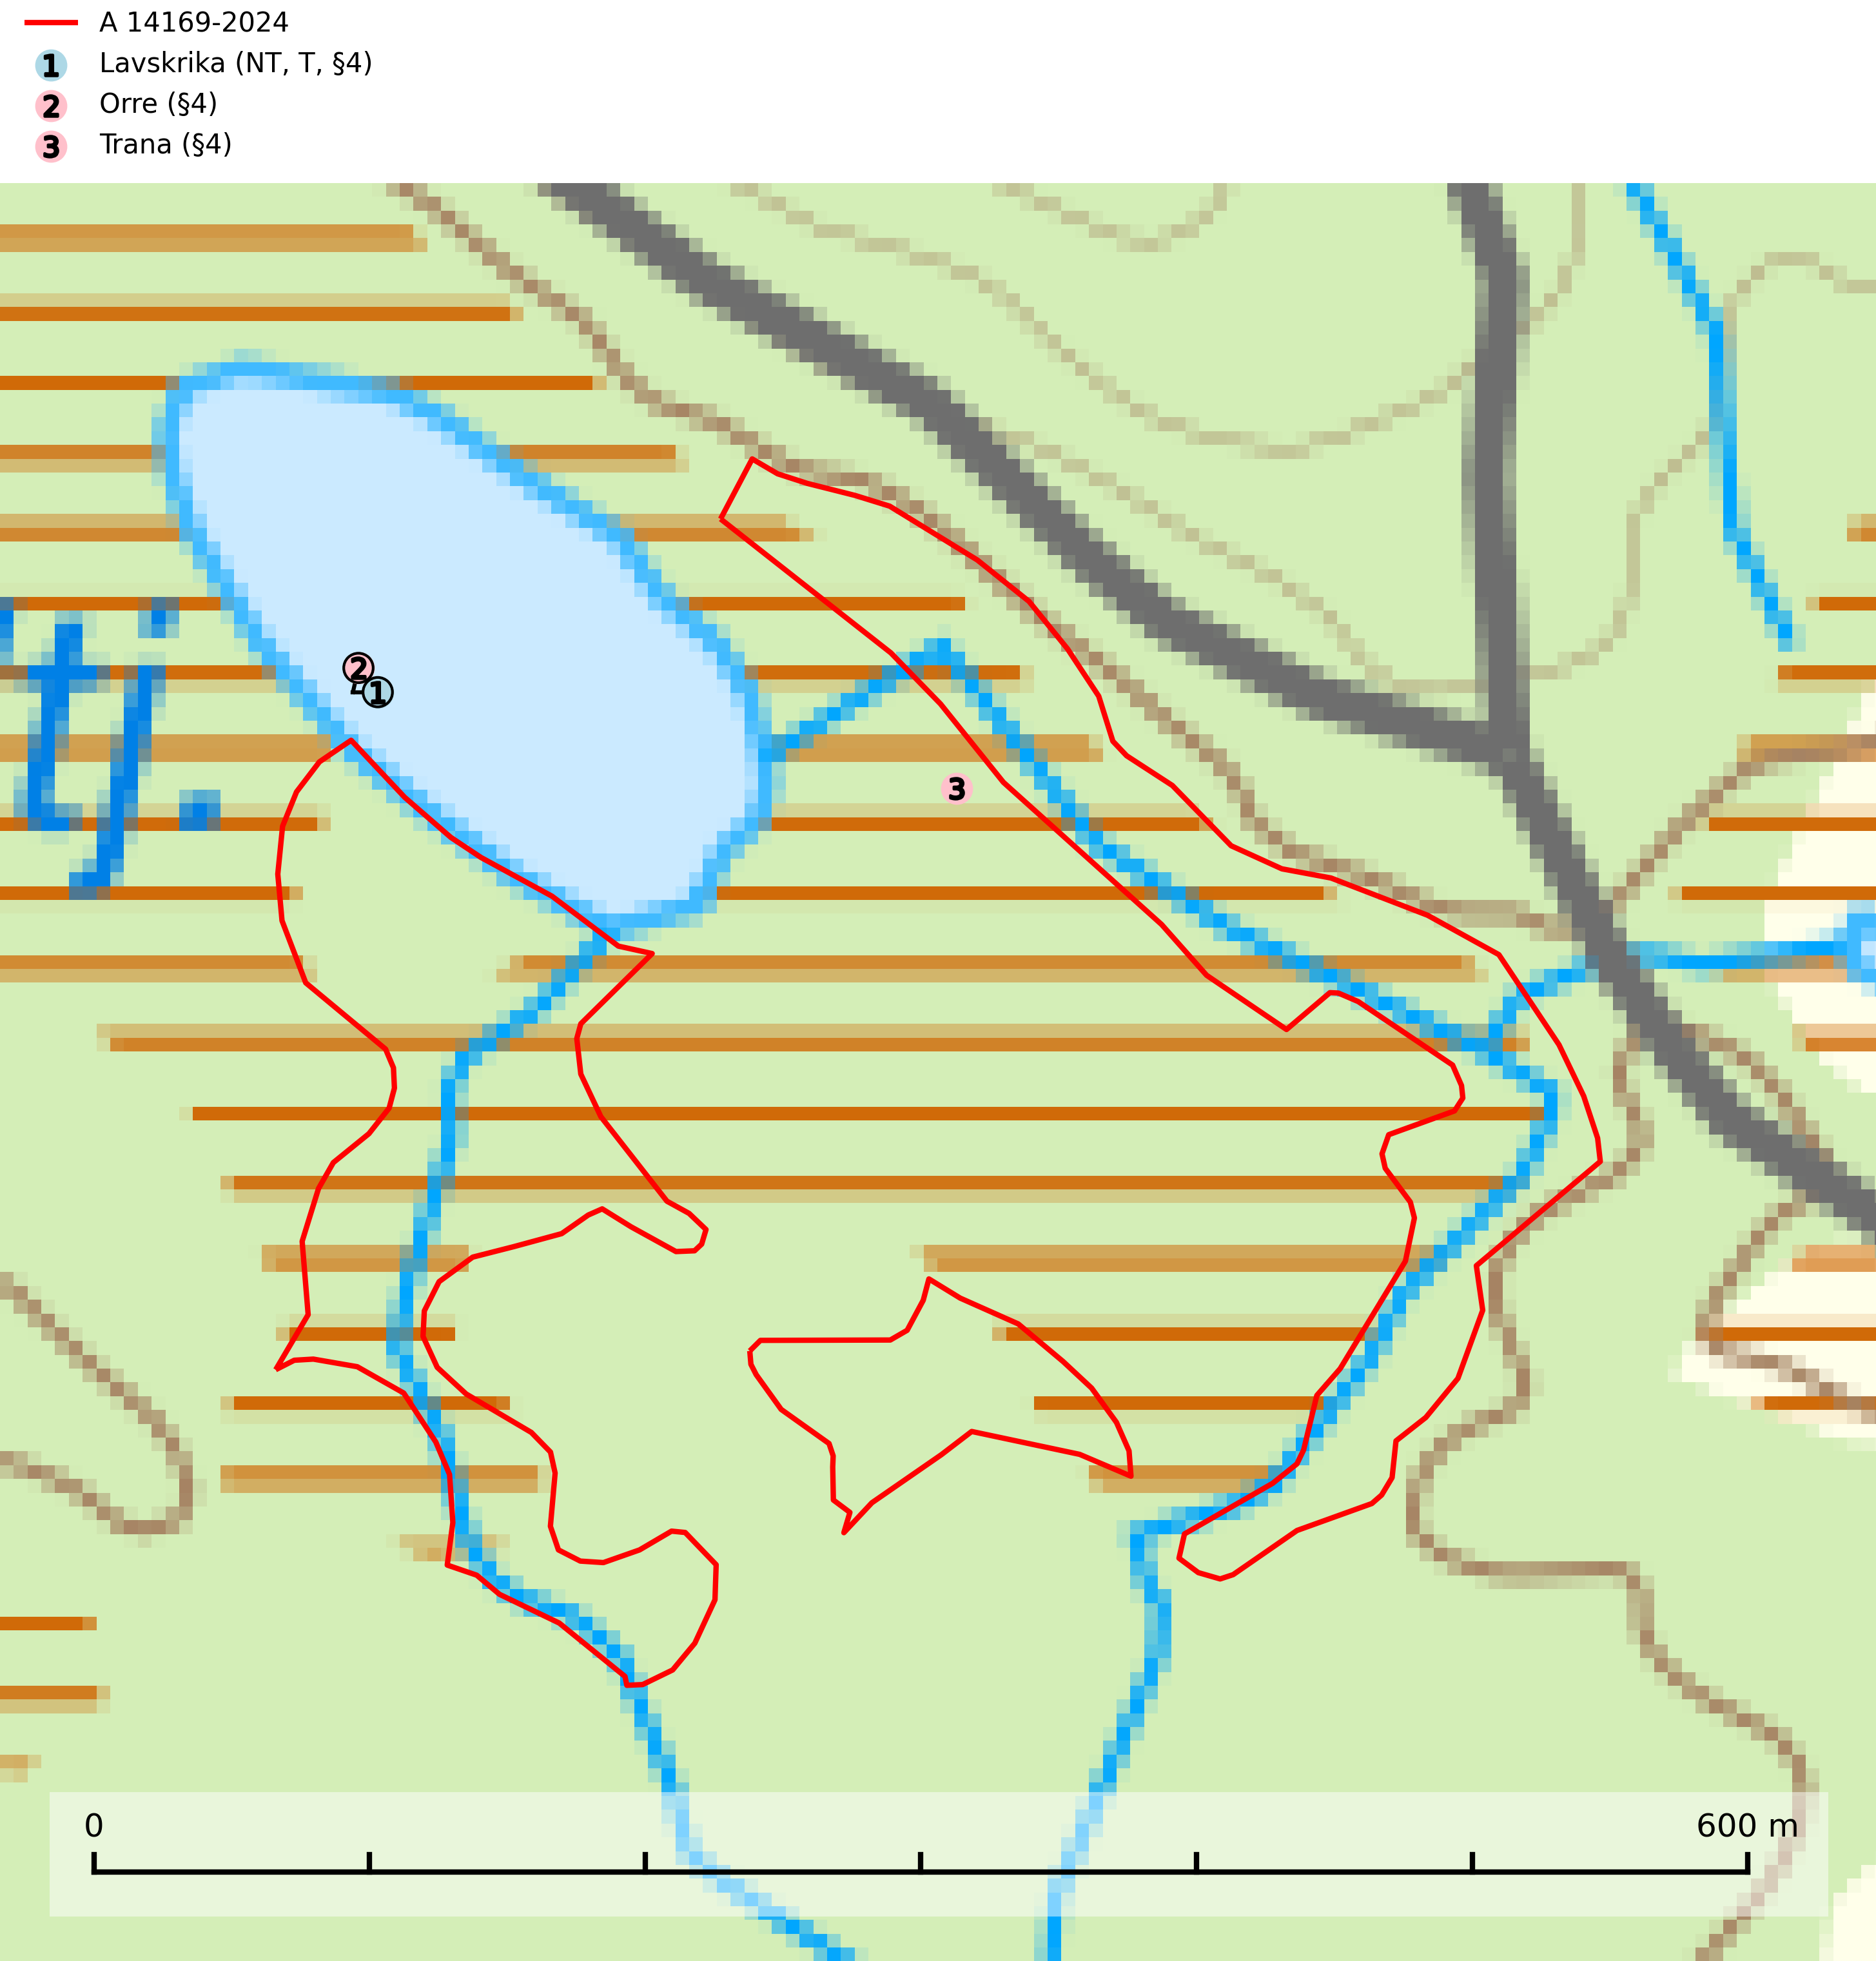 A 14169-2024
1 Lavskrika (NT, T, §4)
2 Orre (§4)
3 Trana (§4)
2
1
3
0 600 m